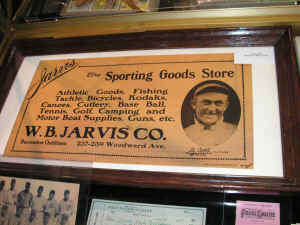 Jarvis
The Sporting Goods Store
Athletic Goods, Fishing
Tackle, Bicycles, Kodaks,
Canoes, Cutlery, Base Ball,
Tennis, Golf, Camping and
Motor Boat Supplies, Guns, etc.
W. B. JARVIS CO.
Recreation Outfitters 237-239 Woodward Ave.